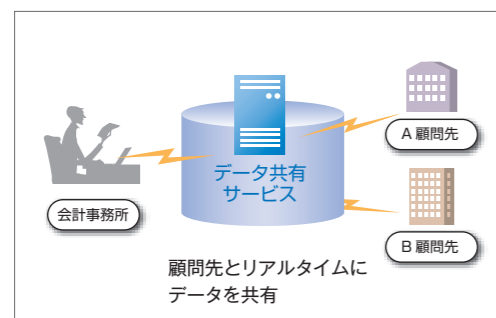 A 顧問先
データ共有
サービス
会計事務所
B 顧問先
顧問先とリアルタイムに
データを共有